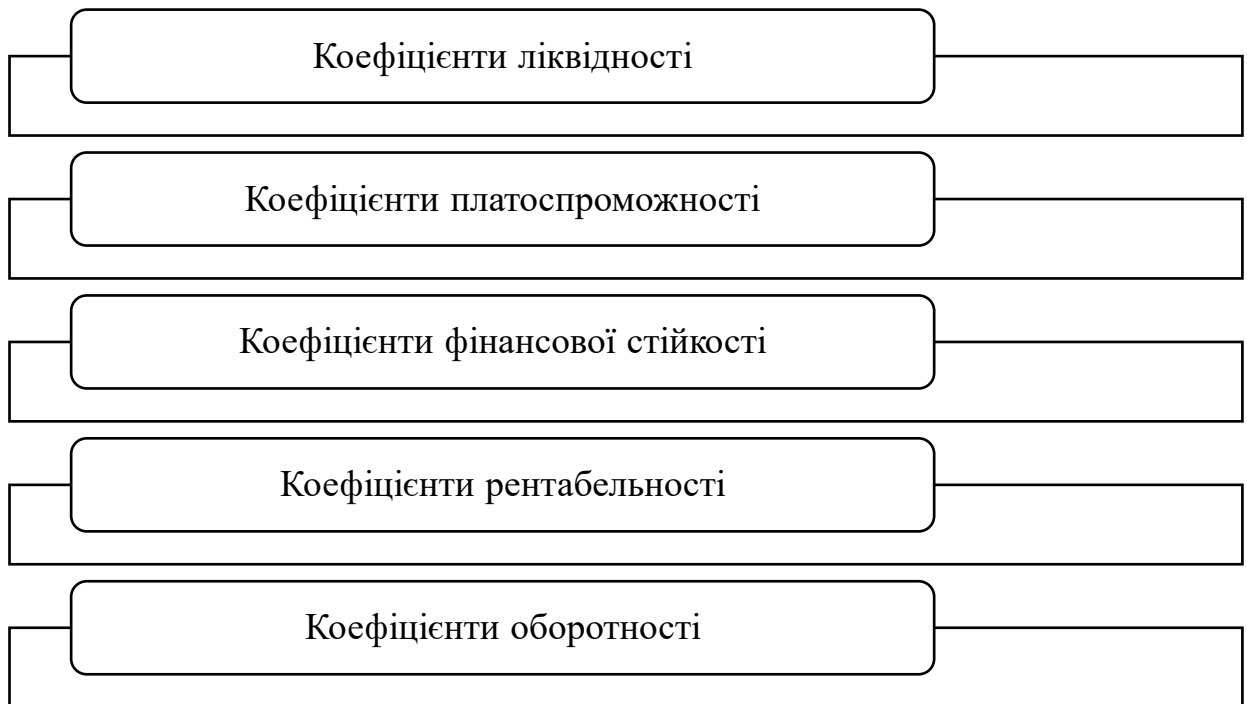 Коефіцієнти ліквідності
Коефіцієнти платоспроможності
Коефіцієнти фінансової стійкості
Коефіцієнти рентабельності
Коефіцієнти оборотності